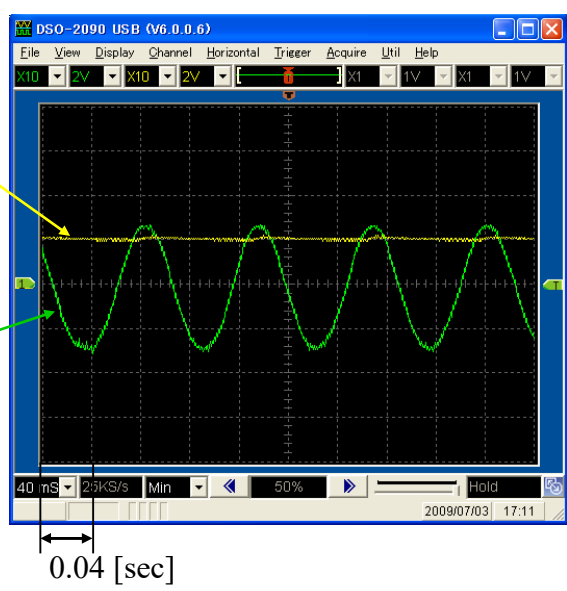 DSO-2090 USB (V6.0.0.6)
File View Display Channel Horizontal Trigger Acquire Util Help
X10 2V X10 2V X1 1V X1 1V
T
1
T
40 mS 25KS/s Min 50% Hold
2009/07/03 17:11
0.04 [sec]